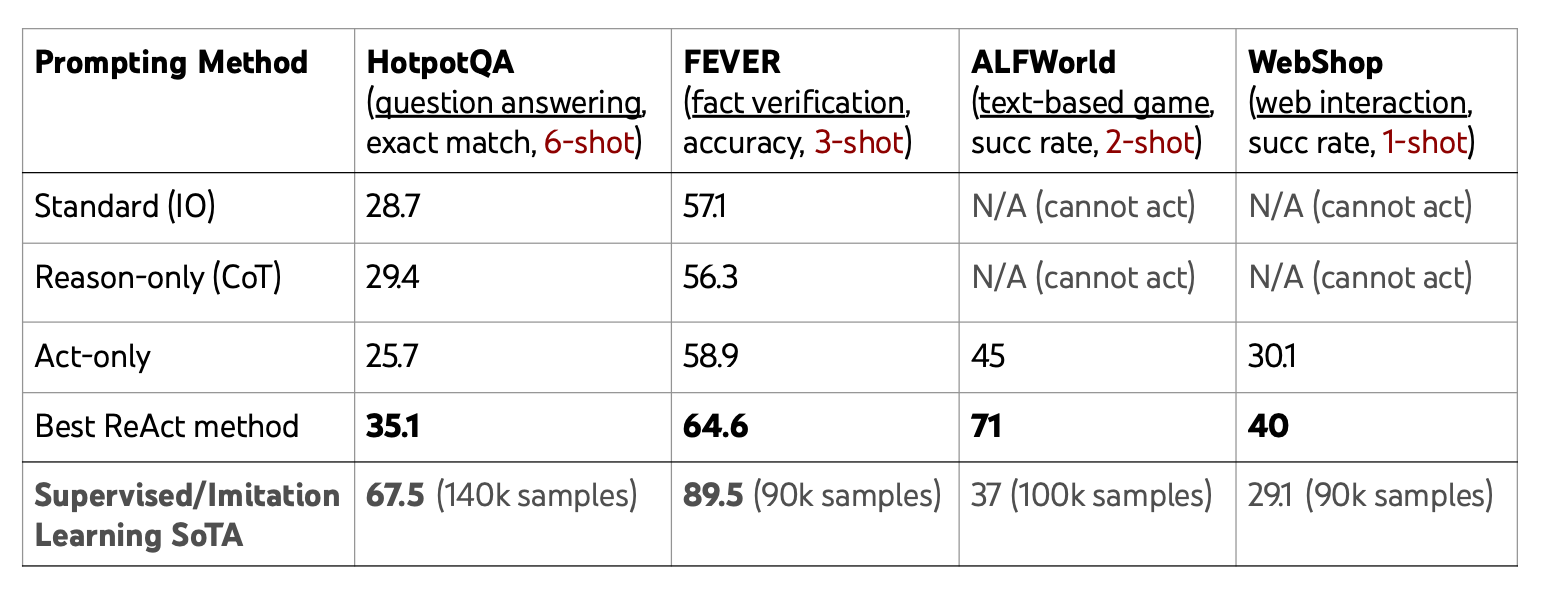 Prompting Method HotpotQA FEVER ALFWorld WebShop
(question answering, (fact verification, (text-based game, (web interaction,
exact match, 6-shot) accuracy, 3-shot) succ rate, 2-shot) succ rate, 1-shot)
Standard (IO) 28.7 57.1 N/A (cannot act) N/A (cannot act)
Reason-only (CoT) 29.4 56.3 N/A (cannot act) N/A (cannot act)
Act-only 25.7 58.9 45 30.1
Best ReAct method 35.1 64.6 71 40
Supervised/Imitation 67.5 (140k samples) 89.5 (90k samples) 37 (100k samples) 29.1 (90k samples)
Learning SoTA